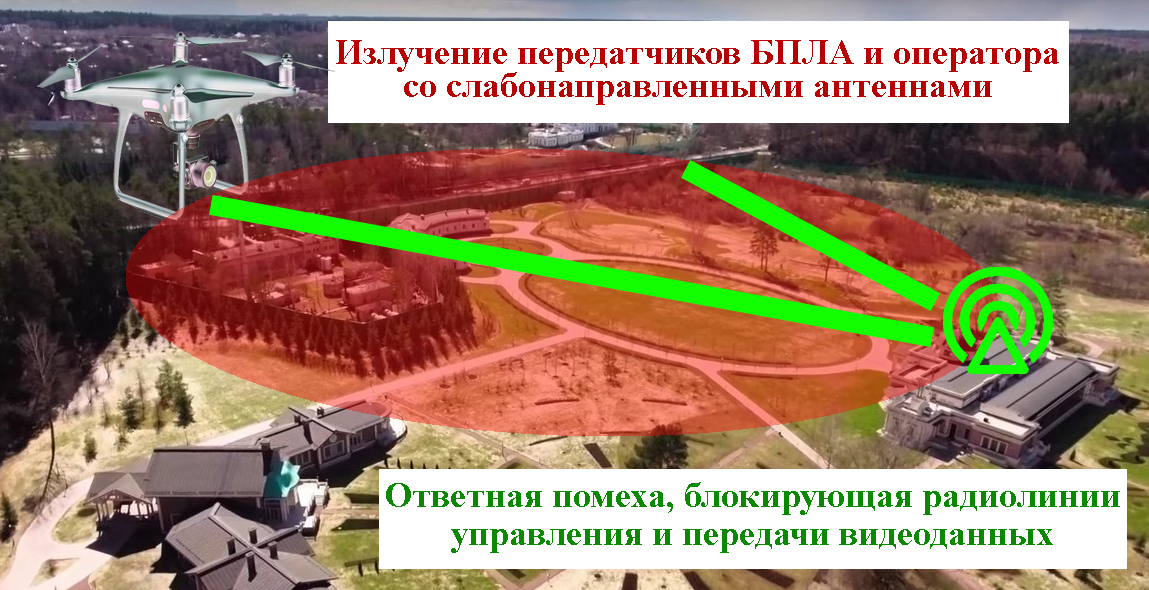 Излучение передатчиков БПЛА и оператора
со слабонаправленными антеннами
Ответная помеха, блокирующая радиолинии
управления и передачи видеоданных